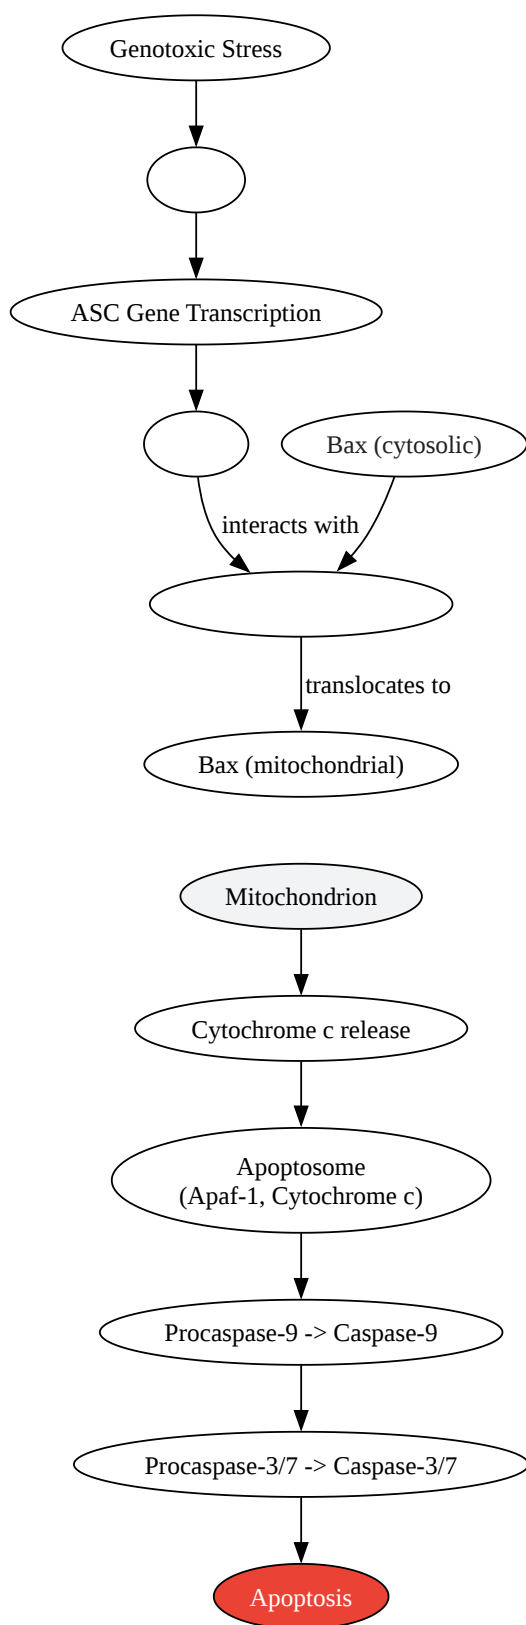 Genotoxic Stress
ASC Gene Transcription
Bax (cytosolic)
interacts with
translocates to
Bax (mitochondrial)
Mitochondrion
Cytochrome c release
Apoptosome
(Apaf-1, Cytochrome c)
Procaspase-9 -> Caspase-9
Procaspase-3/7 -> Caspase-3/7
Apoptosis